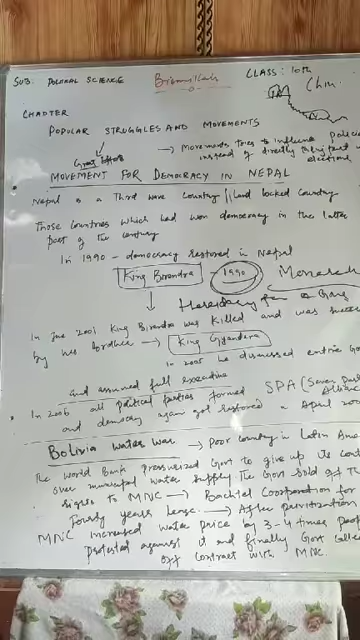 SUB: POLITICAL SCIENCE Bismillah CLASS: 10th
CHAPTER
POPULAR STRUGGLES AND MOVEMENTS
→ Movements tries to influence
instead of directly
elections
MOVEMENT FOR DEMOCRACY IN NEPAL
Nepal is a Third wave country || Land locked country
Those Countries which had won democracy in the latter
part of the century
In 1990 - democracy restored in Nepal
King Birendra 1990 Monarch
↓
In June 2001 King Birendra was killed and was
by his brother → King Gyanendra
In 2005 he dismissed entire
and assumed full executive
In 2006 all political parties formed SPA (Seven
and democracy again got restored in April
Bolivia water war → Poor country in Latin
The World Bank pressurized Govt to give up its
over municipal water supply. The Govt sold off
rights to MNC → Corporation for
years lease. → After
MNC increased water price by 3-4 times
Protested against it and finally Govt
off contract with MNC.